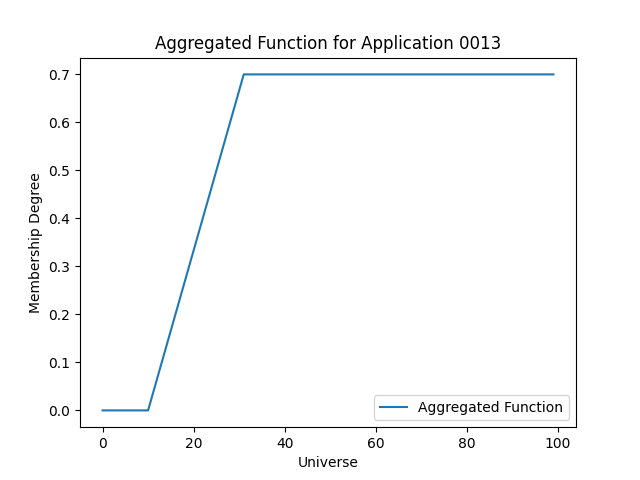 Aggregated Function for Application 0013
Membership Degree
0.7
0.6
0.5
0.4
0.3
0.2
0.1
0.0
Aggregated Function
0 20 40 60 80 100
Universe